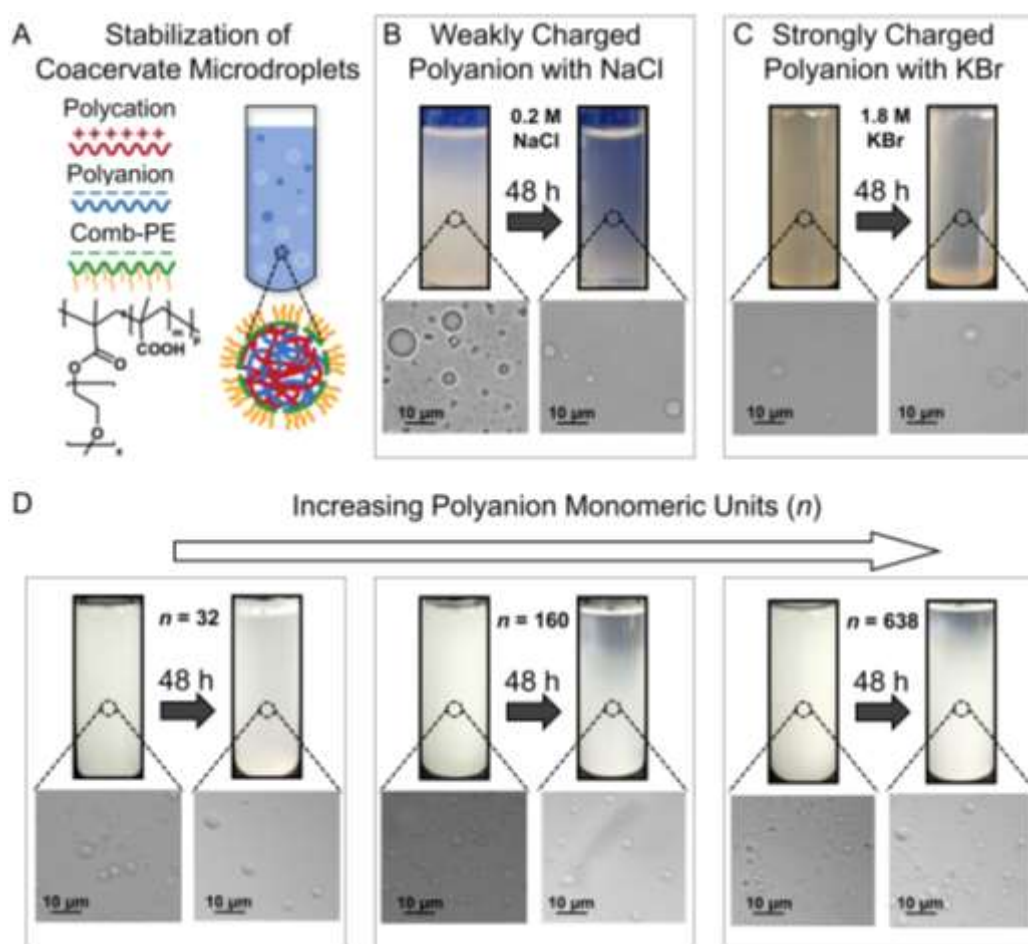 A
Stabilization of
Coacervate Microdroplets
Polycation
++++++
Polyanion
Comb-PE
COOH
O
O
O
n
m
p
x
B
Weakly Charged
Polyanion with NaCl
0.2 M
NaCl
48 h
10 µm
10 µm
C
Strongly Charged
Polyanion with KBr
1.8 M
KBr
48 h
10 µm
10 µm
D
Increasing Polyanion Monomeric Units (n)
n = 32
48 h
10 µm
10 µm
n = 160
48 h
10 µm
10 µm
n = 638
48 h
10 µm
10 µm